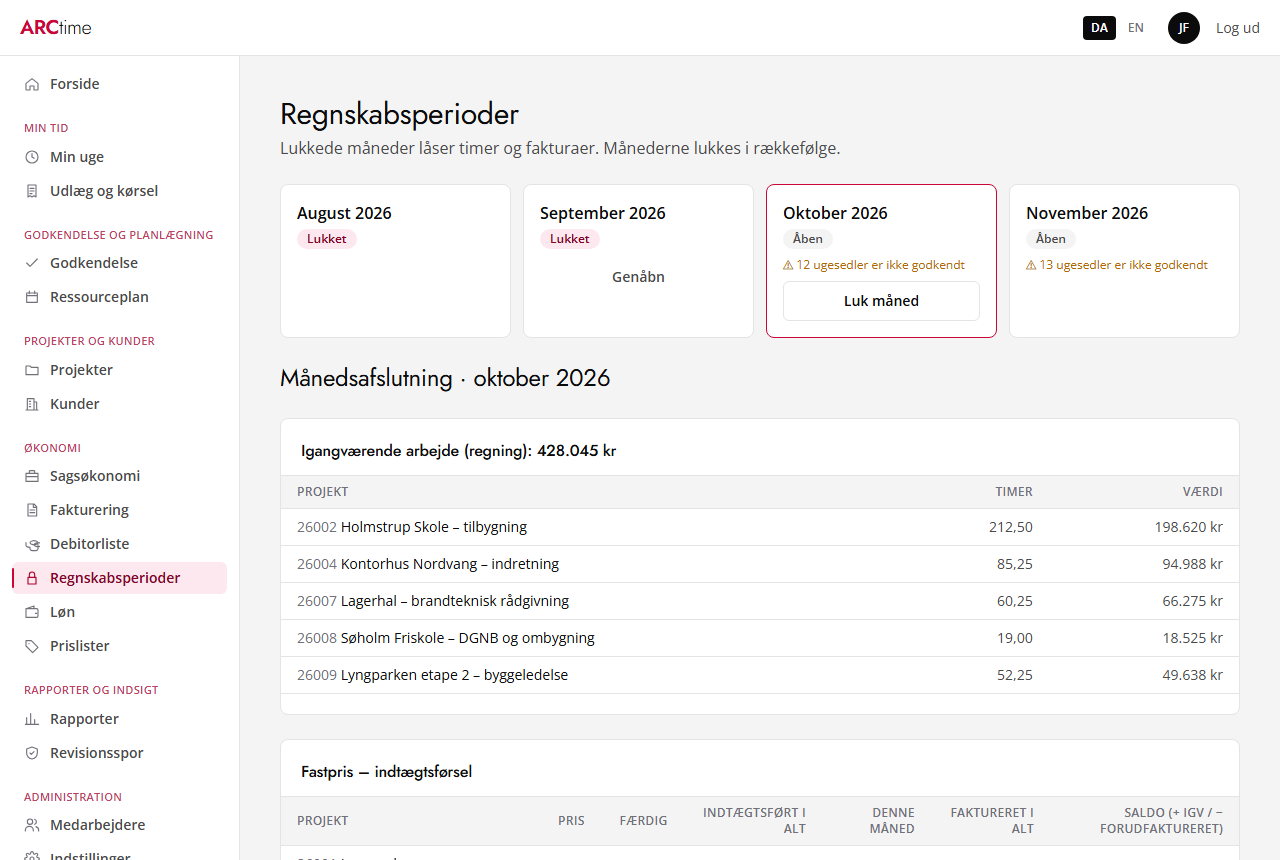 ARCtime
DA EN JF Log ud
Forside
MIN TID
Min uge
Udlæg og kørsel
GODKENDELSE OG PLANLÆGNING
Godkendelse
Ressourceplan
PROJEKTER OG KUNDER
Projekter
Kunder
ØKONOMI
Sagsøkonomi
Fakturering
Debitorliste
Regnskabsperioder
Løn
Prislister
RAPPORTER OG INDSIGT
Rapporter
Revisionsspor
ADMINISTRATION
Medarbejdere
Indstillinger
Regnskabsperioder
Lukkede måneder låser timer og fakturaer. Månederne lukkes i rækkefølge.
August 2026
Lukket
September 2026
Lukket
Genåbn
Oktober 2026
Åben
⚠ 12 ugesedler er ikke godkendt
Luk måned
November 2026
Åben
⚠ 13 ugesedler er ikke godkendt
Månedsafslutning · oktober 2026
Igangværende arbejde (regning): 428.045 kr
PROJEKT TIMER VÆRDI
26002 Holmstrup Skole – tilbygning 212,50 198.620 kr
26004 Kontorhus Nordvang – indretning 85,25 94.988 kr
26007 Lagerhal – brandteknisk rådgivning 60,25 66.275 kr
26008 Søholm Friskole – DGNB og ombygning 19,00 18.525 kr
26009 Lyngparken etape 2 – byggeledelse 52,25 49.638 kr
Fastpris – indtægtsførsel
PROJEKT PRIS FÆRDIG INDTÆGTSFØRT I ALT DENNE MÅNED FAKTURERET I ALT SALDO (+ IGV / − FORUDFAKTURERET)